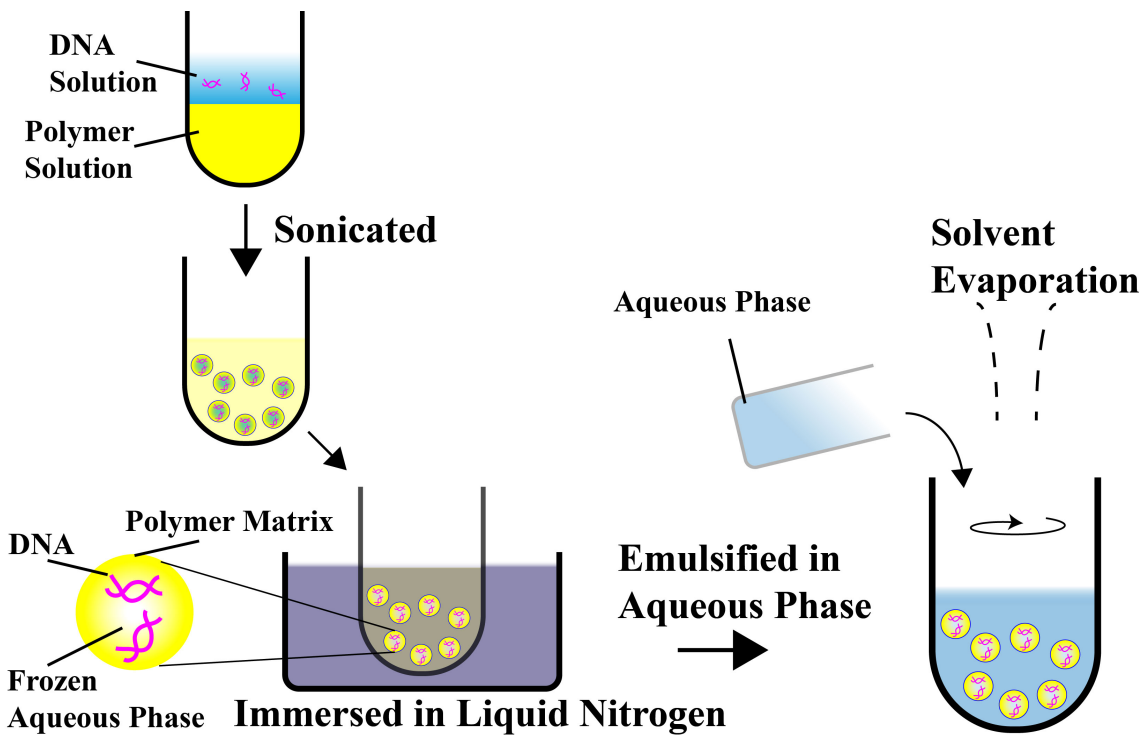 DNA
Solution
Polymer
Solution
Sonicated
Polymer Matrix
DNA
Frozen
Aqueous Phase
Immersed in Liquid Nitrogen
Emulsified in
Aqueous Phase
Aqueous Phase
Solvent
Evaporation